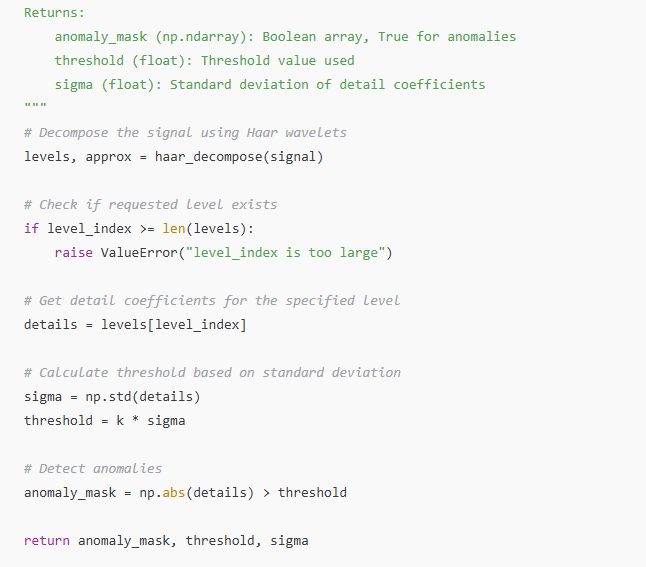 Returns:
    anomaly_mask (np.ndarray): Boolean array, True for anomalies
    threshold (float): Threshold value used
    sigma (float): Standard deviation of detail coefficients
"""
# Decompose the signal using Haar wavelets
levels, approx = haar_decompose(signal)

# Check if requested level exists
if level_index >= len(levels):
    raise ValueError("level_index is too large")

# Get detail coefficients for the specified level
details = levels[level_index]

# Calculate threshold based on standard deviation
sigma = np.std(details)
threshold = k * sigma

# Detect anomalies
anomaly_mask = np.abs(details) > threshold

return anomaly_mask, threshold, sigma